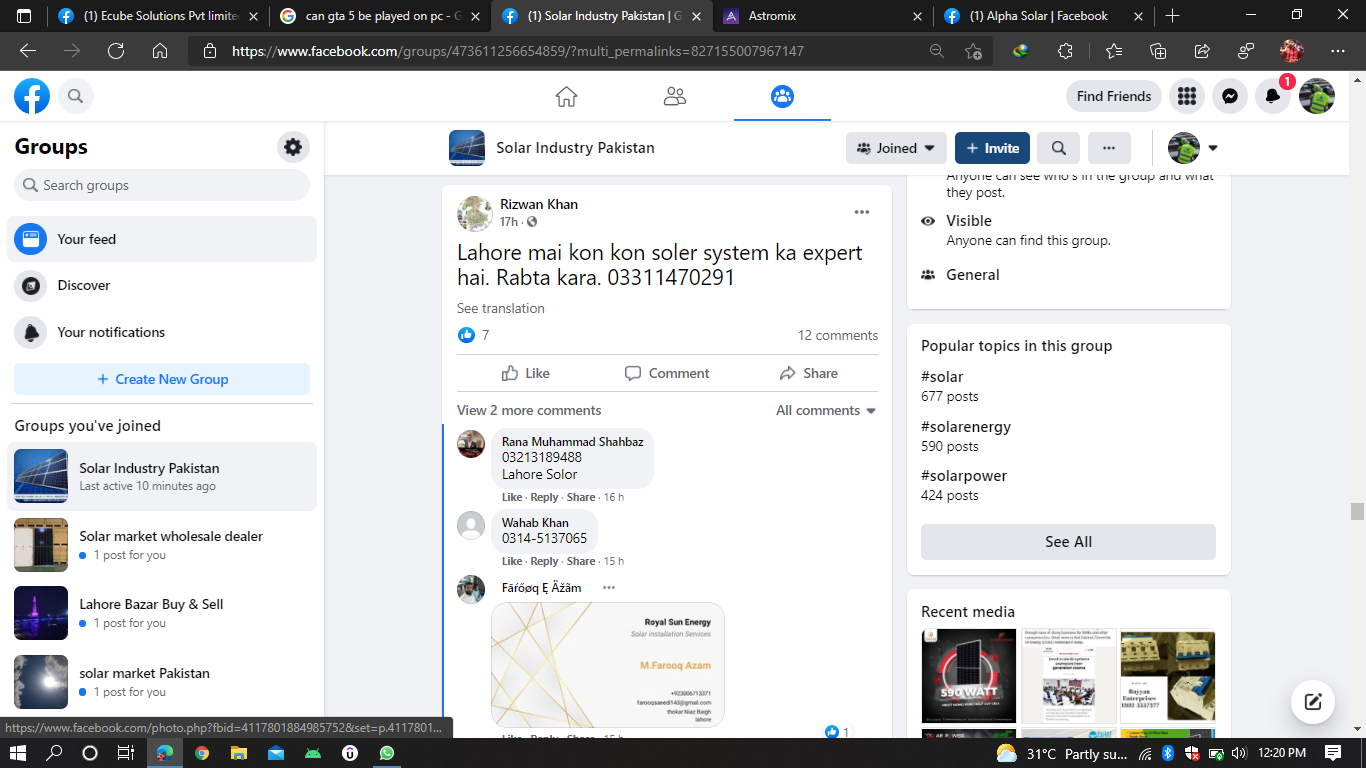 (1) Ecube Solutions Pvt limite
can gta 5 be played on pc - G
(1) Solar Industry Pakistan | G
Astromix
(1) Alpha Solar | Facebook
https://www.facebook.com/groups/473611256654859/?multi_permalinks=827155007967147
Find Friends
1
Groups
Search groups
Your feed
Discover
Your notifications
+ Create New Group
Groups you've joined
Solar Industry Pakistan
Last active 10 minutes ago
Solar market wholesale dealer
1 post for you
Lahore Bazar Buy & Sell
1 post for you
solar market Pakistan
1 post for you
https://www.facebook.com/photo.php?fbid=4117801884985752&set=p.4117801...
Solar Industry Pakistan
Joined
+ Invite
Rizwan Khan
17h ·
Lahore mai kon kon soler system ka expert
hai. Rabta kara. 03311470291
See translation
7
12 comments
Like
Comment
Share
View 2 more comments
All comments
Rana Muhammad Shahbaz
03213189488
Lahore Solor
Like · Reply · Share · 16 h
Wahab Khan
0314-5137065
Like · Reply · Share · 15 h
Fáŕőøq Ę Äžãm
Royal Sun Energy
Solar installation Services
M.Farooq Azam
+923006713371
farooqsaeedi143@gmail.com
thokar Niaz Baigh
lahore
1
Like · Reply · Share · 15 h
Anyone can see who's in the group and what
they post.
Visible
Anyone can find this group.
General
Popular topics in this group
#solar
677 posts
#solarenergy
590 posts
#solarpower
424 posts
See All
Recent media
590 WATT
31°C Partly su...
12:20 PM